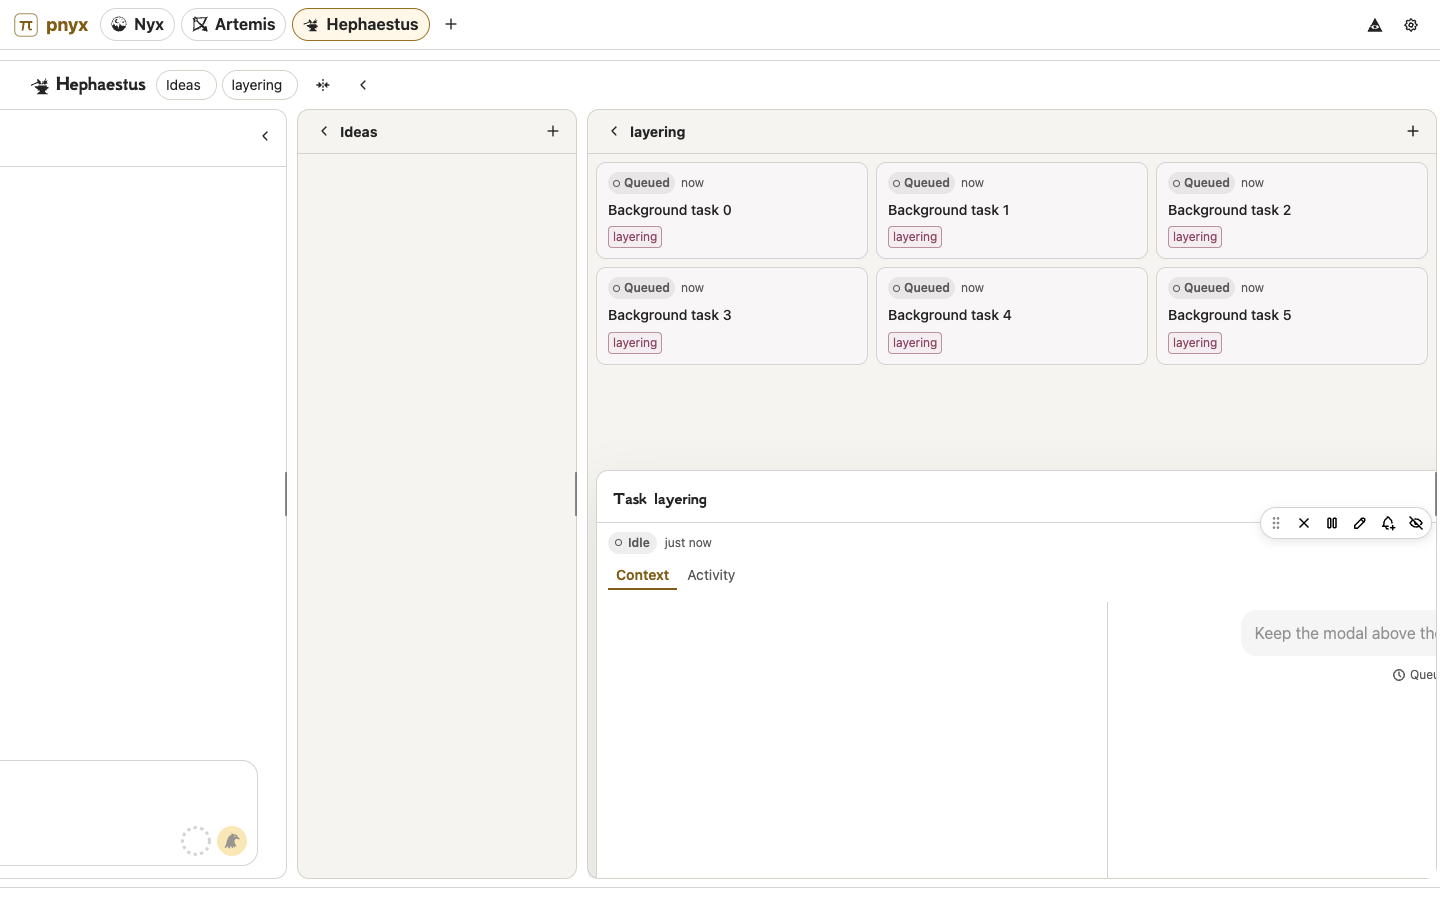 π pnyx Nyx Artemis Hephaestus
Hephaestus Ideas layering
Ideas
layering
Queued now
Background task 0
layering
Queued now
Background task 1
layering
Queued now
Background task 2
layering
Queued now
Background task 3
layering
Queued now
Background task 4
layering
Queued now
Background task 5
layering
Task layering
Idle just now
Context Activity
Keep the modal above